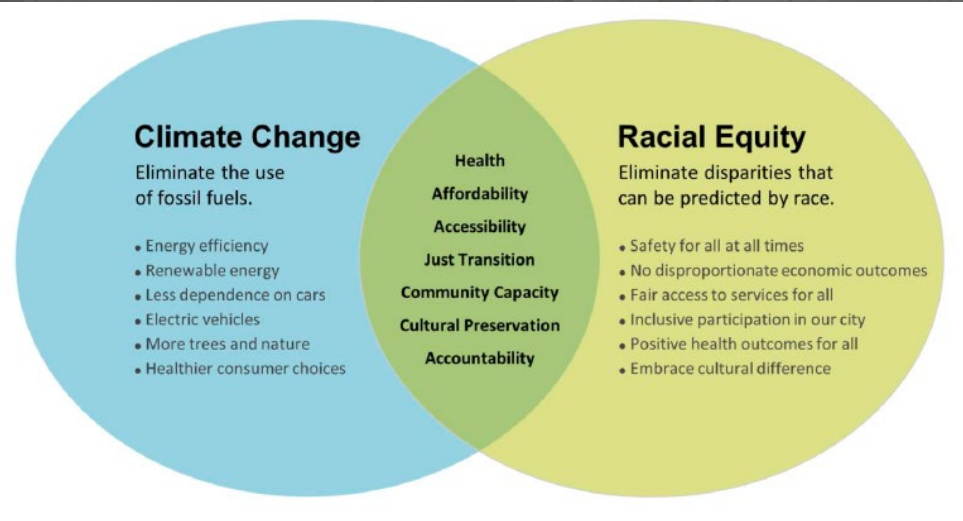 Climate Change
Eliminate the use
of fossil fuels.
• Energy efficiency
• Renewable energy
• Less dependence on cars
• Electric vehicles
• More trees and nature
• Healthier consumer choices
Health
Affordability
Accessibility
Just Transition
Community Capacity
Cultural Preservation
Accountability
Racial Equity
Eliminate disparities that
can be predicted by race.
• Safety for all at all times
• No disproportionate economic outcomes
• Fair access to services for all
• Inclusive participation in our city
• Positive health outcomes for all
• Embrace cultural difference